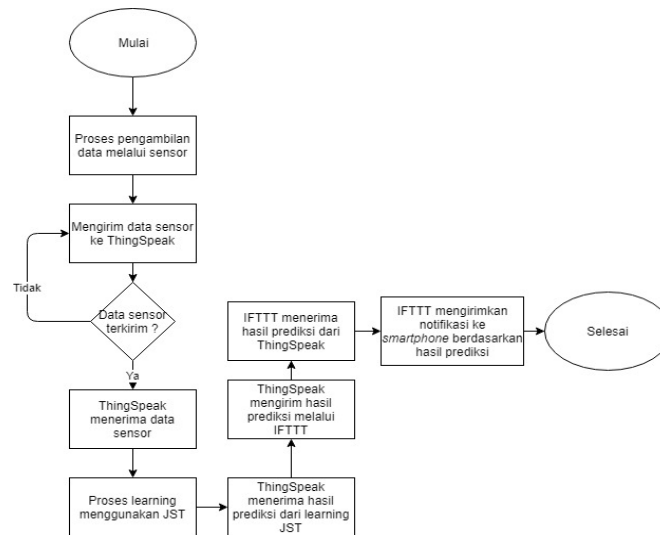 Mulai
Proses pengambilan
data melalui sensor
Mengirim data sensor
ke ThingSpeak
Tidak
Data sensor
terkirim ?
Ya
ThingSpeak
menerima data
sensor
Proses learning
menggunakan JST
ThingSpeak
menerima hasil
prediksi dari learning
JST
ThingSpeak
mengirim hasil
prediksi melalui
IFTTT
IFTTT menerima
hasil prediksi dari
ThingSpeak
IFTTT mengirimkan
notifikasi ke
smartphone berdasarkan
hasil prediksi
Selesai